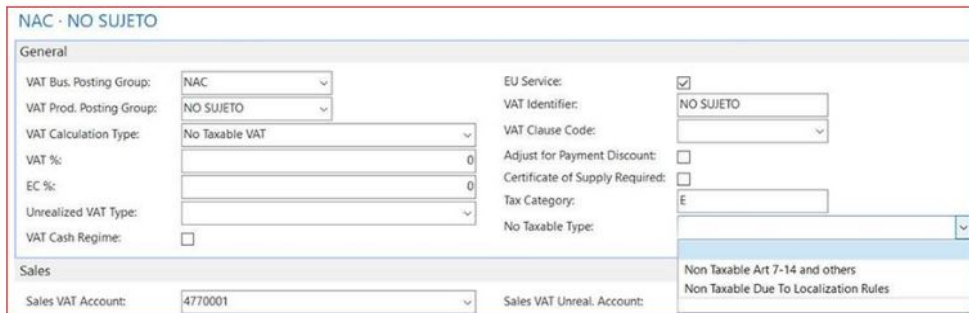 NAC · NO SUJETO
General
VAT Bus. Posting Group: NAC
EU Service:
VAT Prod. Posting Group: NO SUJETO
VAT Identifier: NO SUJETO
VAT Calculation Type: No Taxable VAT
VAT Clause Code:
VAT %: 0
Adjust for Payment Discount:
EC %: 0
Certificate of Supply Required:
Unrealized VAT Type:
Tax Category: E
VAT Cash Regime:
No Taxable Type:
Non Taxable Art 7-14 and others
Non Taxable Due To Localization Rules
Sales
Sales VAT Account: 4770001
Sales VAT Unreal. Account: